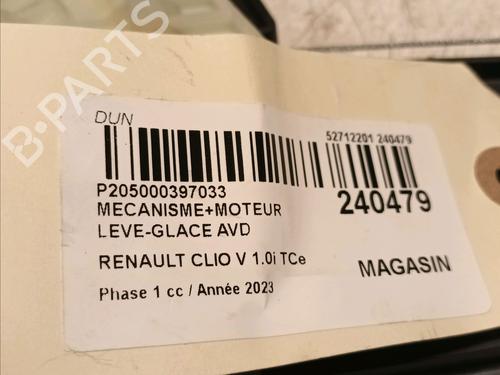 B-PARTS
DUN
52712201 240479
P205000397033
240479
MECANISME+MOTEUR
LEVE-GLACE AVD
RENAULT CLIO V 1.0i TCe
MAGASIN
Phase 1 cc / Année 2023